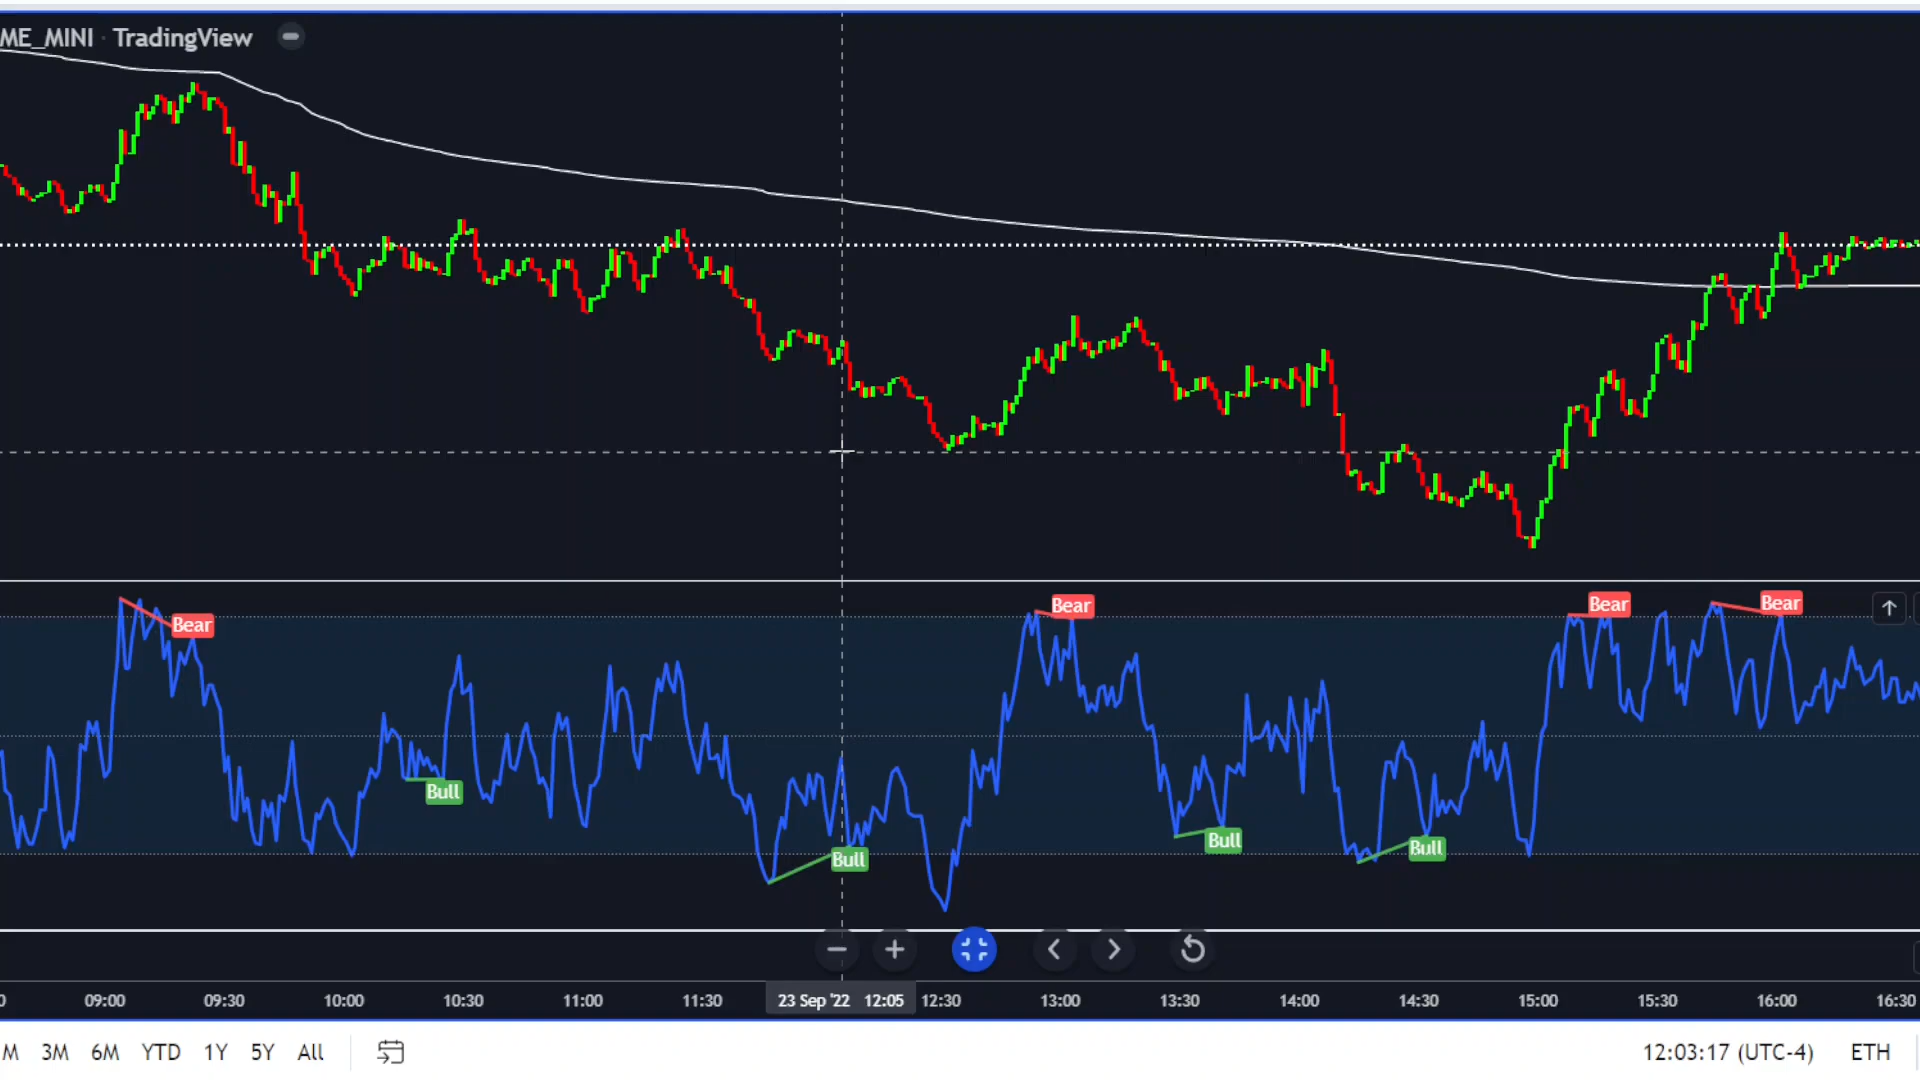 ME_MINI · TradingView
Bear
Bear
Bear
Bear
Bull
Bull
Bull
Bull
0 09:00 09:30 10:00 10:30 11:00 11:30 23 Sep '22 12:05 12:30 13:00 13:30 14:00 14:30 15:00 15:30 16:00 16:30
M 3M 6M YTD 1Y 5Y All 12:03:17 (UTC-4) ETH